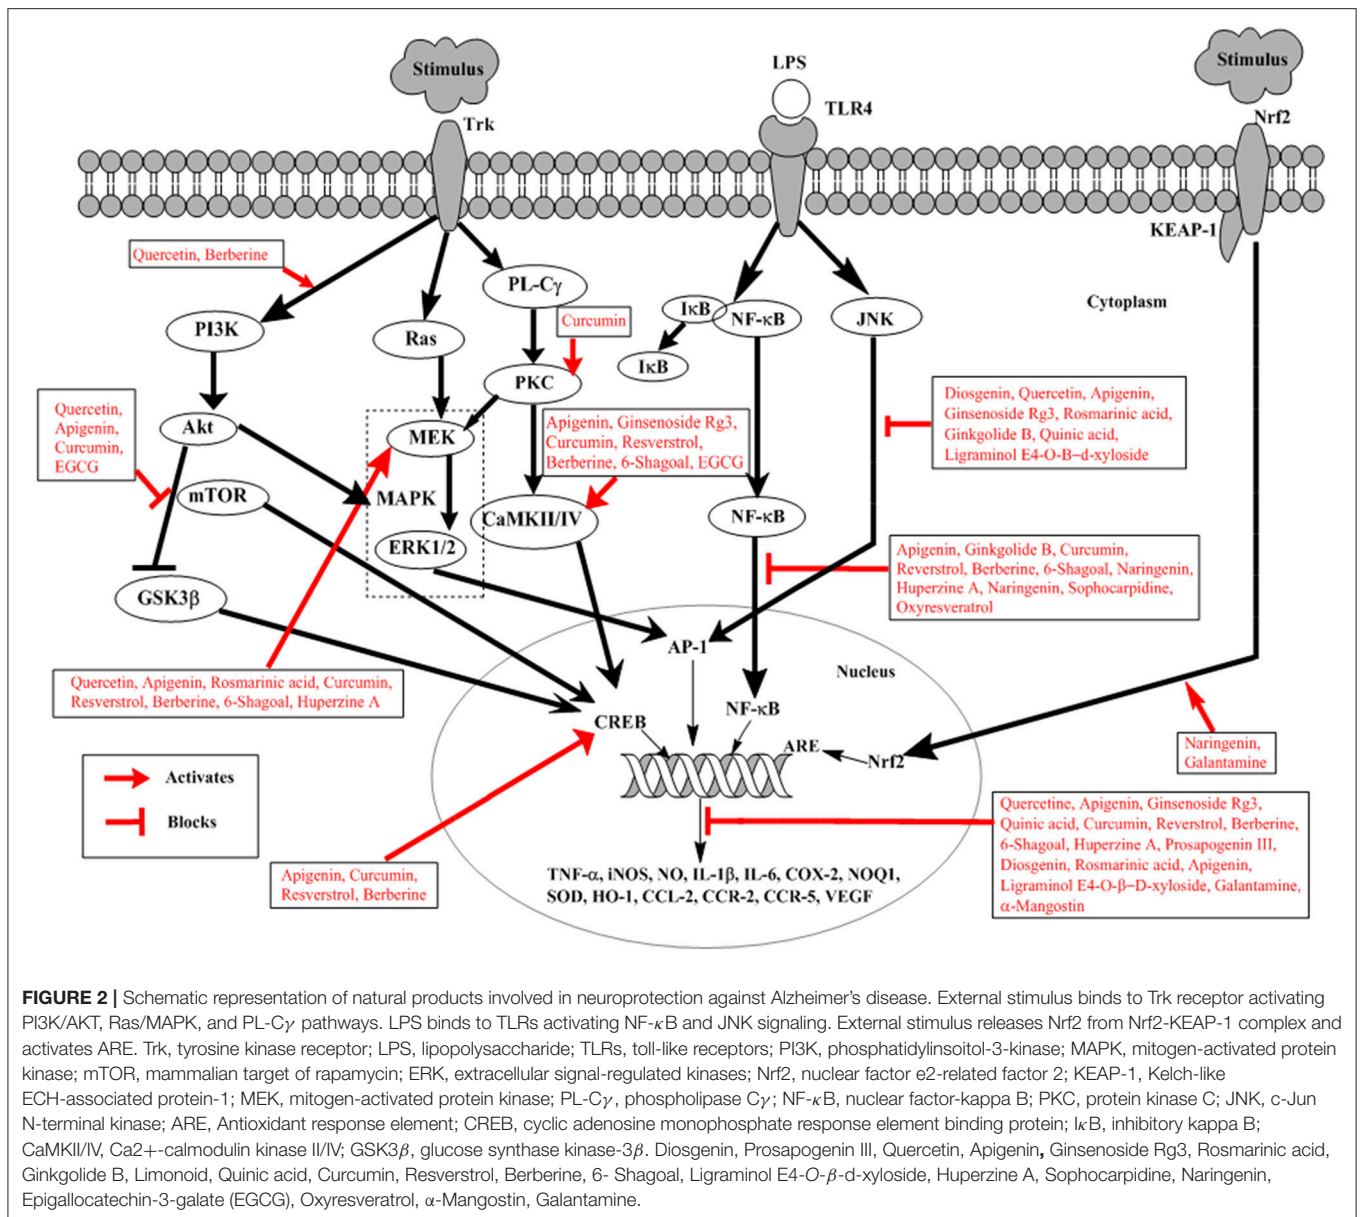 Stimulus
LPS
Stimulus
Trk
TLR4
Nrf2
KEAP-1
Quercetin, Berberine
PL-Cγ
Cytoplasm
Curcumin
PI3K
Ras
IκB
NF-κB
JNK
IκB
PKC
Quercetin,
Apigenin,
Curcumin,
EGCG
Akt
MEK
Apigenin, Ginsenoside Rg3,
Curcumin, Resverstrol,
Berberine, 6-Shagoal, EGCG
Diosgenin, Quercetin, Apigenin,
Ginsenoside Rg3, Rosmarinic acid,
Ginkgolide B, Quinic acid,
Ligraminol E4-O-B–d-xyloside
mTOR
MAPK
CaMKII/IV
NF-κB
ERK1/2
Apigenin, Ginkgolide B, Curcumin,
Reverstrol, Berberine, 6-Shagoal, Naringenin,
Huperzine A, Naringenin, Sophocarpidine,
Oxyresveratrol
GSK3β
AP-1
Nucleus
Quercetin, Apigenin, Rosmarinic acid, Curcumin,
Resverstrol, Berberine, 6-Shagoal, Huperzine A
CREB
NF-κB
ARE
Nrf2
Naringenin,
Galantamine
Activates
Blocks
Quercetine, Apigenin, Ginsenoside Rg3,
Quinic acid, Curcumin, Reverstrol, Berberine,
6-Shagoal, Huperzine A, Prosapogenin III,
Diosgenin, Rosmarinic acid, Apigenin,
Ligraminol E4-O-β–D-xyloside, Galantamine,
α-Mangostin
Apigenin, Curcumin,
Resverstrol, Berberine
TNF-α, iNOS, NO, IL-1β, IL-6, COX-2, NOQ1,
SOD, HO-1, CCL-2, CCR-2, CCR-5, VEGF
FIGURE 2 | Schematic representation of natural products involved in neuroprotection against Alzheimer's disease. External stimulus binds to Trk receptor activating
PI3K/AKT, Ras/MAPK, and PL-Cγ pathways. LPS binds to TLRs activating NF-κB and JNK signaling. External stimulus releases Nrf2 from Nrf2-KEAP-1 complex and
activates ARE. Trk, tyrosine kinase receptor; LPS, lipopolysaccharide; TLRs, toll-like receptors; PI3K, phosphatidylinsoitol-3-kinase; MAPK, mitogen-activated protein
kinase; mTOR, mammalian target of rapamycin; ERK, extracellular signal-regulated kinases; Nrf2, nuclear factor e2-related factor 2; KEAP-1, Kelch-like
ECH-associated protein-1; MEK, mitogen-activated protein kinase; PL-Cγ, phospholipase Cγ; NF-κB, nuclear factor-kappa B; PKC, protein kinase C; JNK, c-Jun
N-terminal kinase; ARE, Antioxidant response element; CREB, cyclic adenosine monophosphate response element binding protein; IκB, inhibitory kappa B;
CaMKII/IV, Ca2+-calmodulin kinase II/IV; GSK3β, glucose synthase kinase-3β. Diosgenin, Prosapogenin III, Quercetin, Apigenin, Ginsenoside Rg3, Rosmarinic acid,
Ginkgolide B, Limonoid, Quinic acid, Curcumin, Resverstrol, Berberine, 6- Shagoal, Ligraminol E4-O-β-d-xyloside, Huperzine A, Sophocarpidine, Naringenin,
Epigallocatechin-3-galate (EGCG), Oxyresveratrol, α-Mangostin, Galantamine.